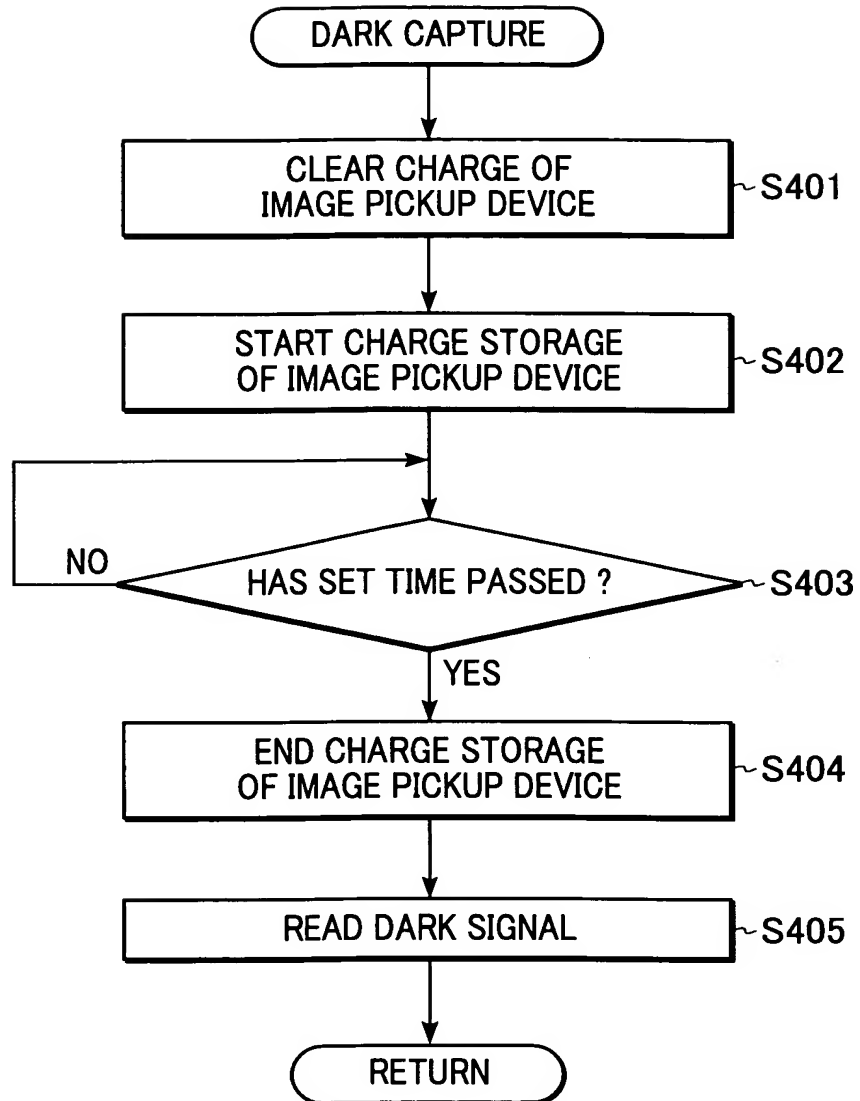 DARK CAPTURE
CLEAR CHARGE OF
IMAGE PICKUP DEVICE
S401
START CHARGE STORAGE
OF IMAGE PICKUP DEVICE
S402
NO
HAS SET TIME PASSED ?
S403
YES
END CHARGE STORAGE
OF IMAGE PICKUP DEVICE
S404
READ DARK SIGNAL
S405
RETURN